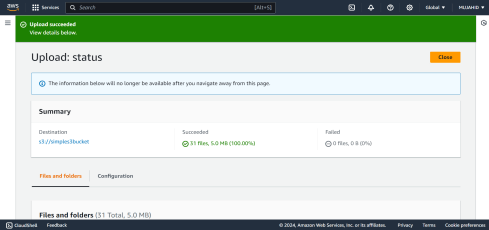 aws
Services
Search
[Alt+S]
Global
MUJAHID
Upload succeeded
View details below.
Upload: status
Close
The information below will no longer be available after you navigate away from this page.
Summary
Destination
Succeeded
Failed
s3://simples3bucket
31 files, 5.0 MB (100.00%)
0 files, 0 B (0%)
Files and folders
Configuration
Files and folders (31 Total, 5.0 MB)
CloudShell
Feedback
© 2024, Amazon Web Services, Inc. or its affiliates.
Privacy
Terms
Cookie preferences